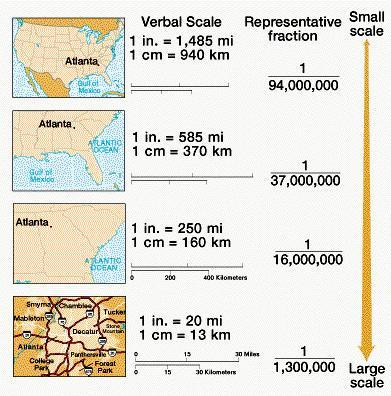 Verbal Scale
Representative
fraction
Small
scale
Atlanta
Gulf of
Mexico
1 in. = 1,485 mi
1 cm = 940 km
1
94,000,000
Atlanta
ATLANTIC
OCEAN
Gulf of
Mexico
1 in. = 585 mi
1 cm = 370 km
1
37,000,000
Atlanta
ATLANTIC
OCEAN
1 in. = 250 mi
1 cm = 160 km
0 200 400 Kilometers
1
16,000,000
Smyrna
Chamblee
Mableton
Tucker
Stone
Mountain
Decatur
Atlanta
Panthersville
College
Park
Forest
Park
1 in. = 20 mi
1 cm = 13 km
0 15 30 Miles
0 15 30 Kilometers
1
1,300,000
Large
scale